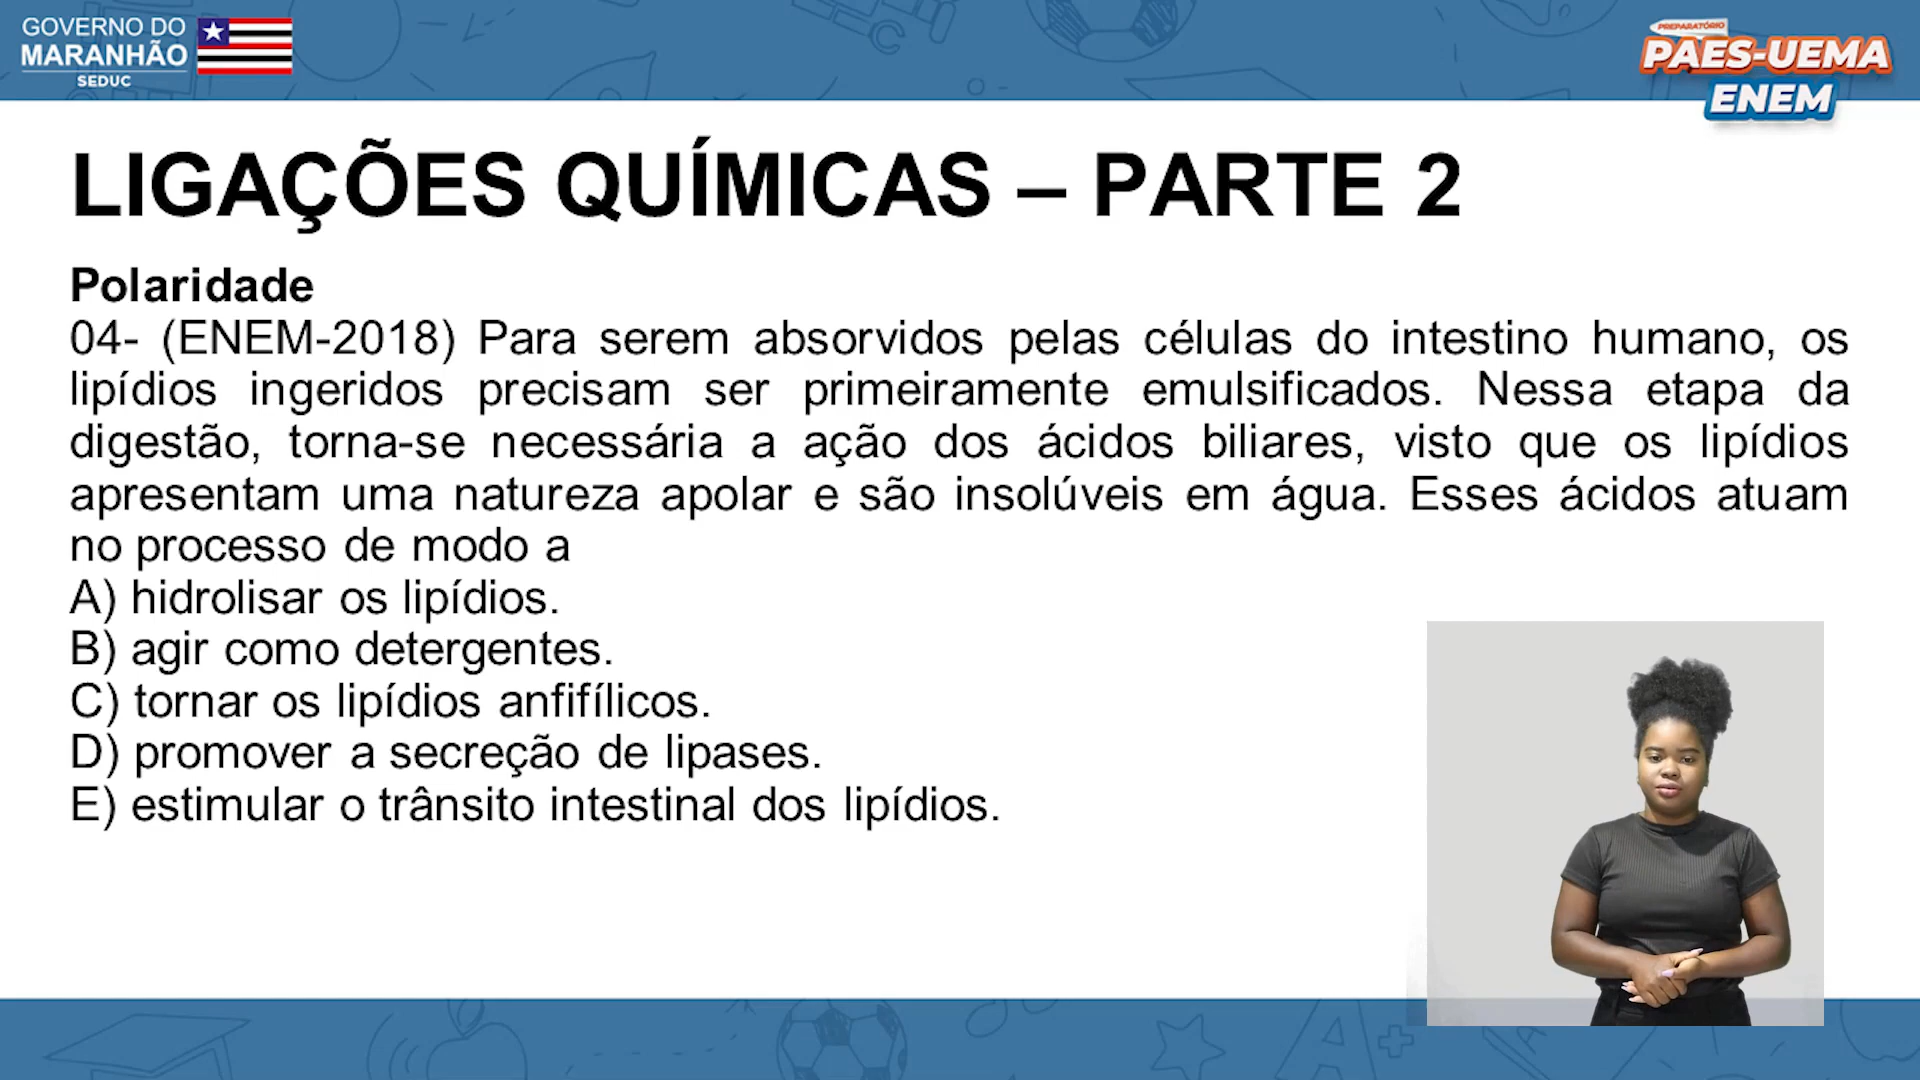 GOVERNO DO
MARANHÃO
SEDUC
PREPARATÓRIO
PAES-UEMA
ENEM
LIGAÇÕES QUÍMICAS – PARTE 2
Polaridade
04- (ENEM-2018) Para serem absorvidos pelas células do intestino humano, os
lipídios ingeridos precisam ser primeiramente emulsificados. Nessa etapa da
digestão, torna-se necessária a ação dos ácidos biliares, visto que os lipídios
apresentam uma natureza apolar e são insolúveis em água. Esses ácidos atuam
no processo de modo a
A) hidrolisar os lipídios.
B) agir como detergentes.
C) tornar os lipídios anfifílicos.
D) promover a secreção de lipases.
E) estimular o trânsito intestinal dos lipídios.
A+